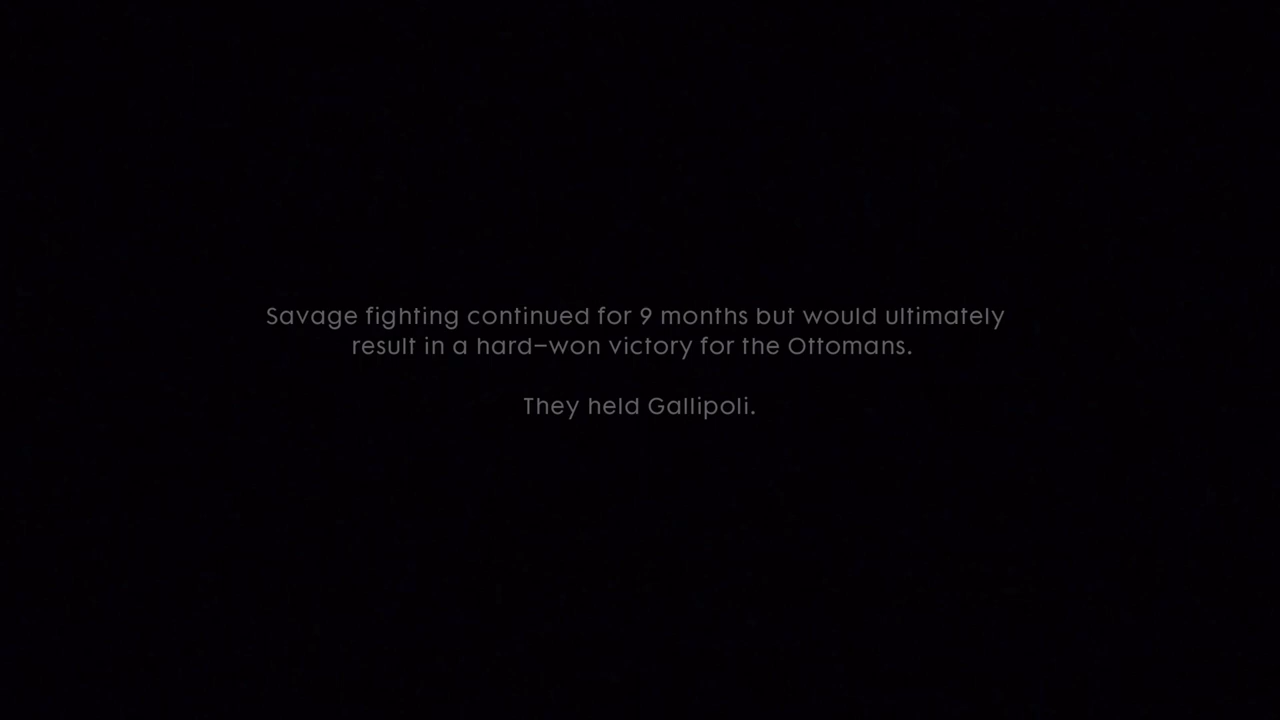 Savage fighting continued for 9 months but would ultimately
result in a hard-won victory for the Ottomans.
They held Gallipoli.